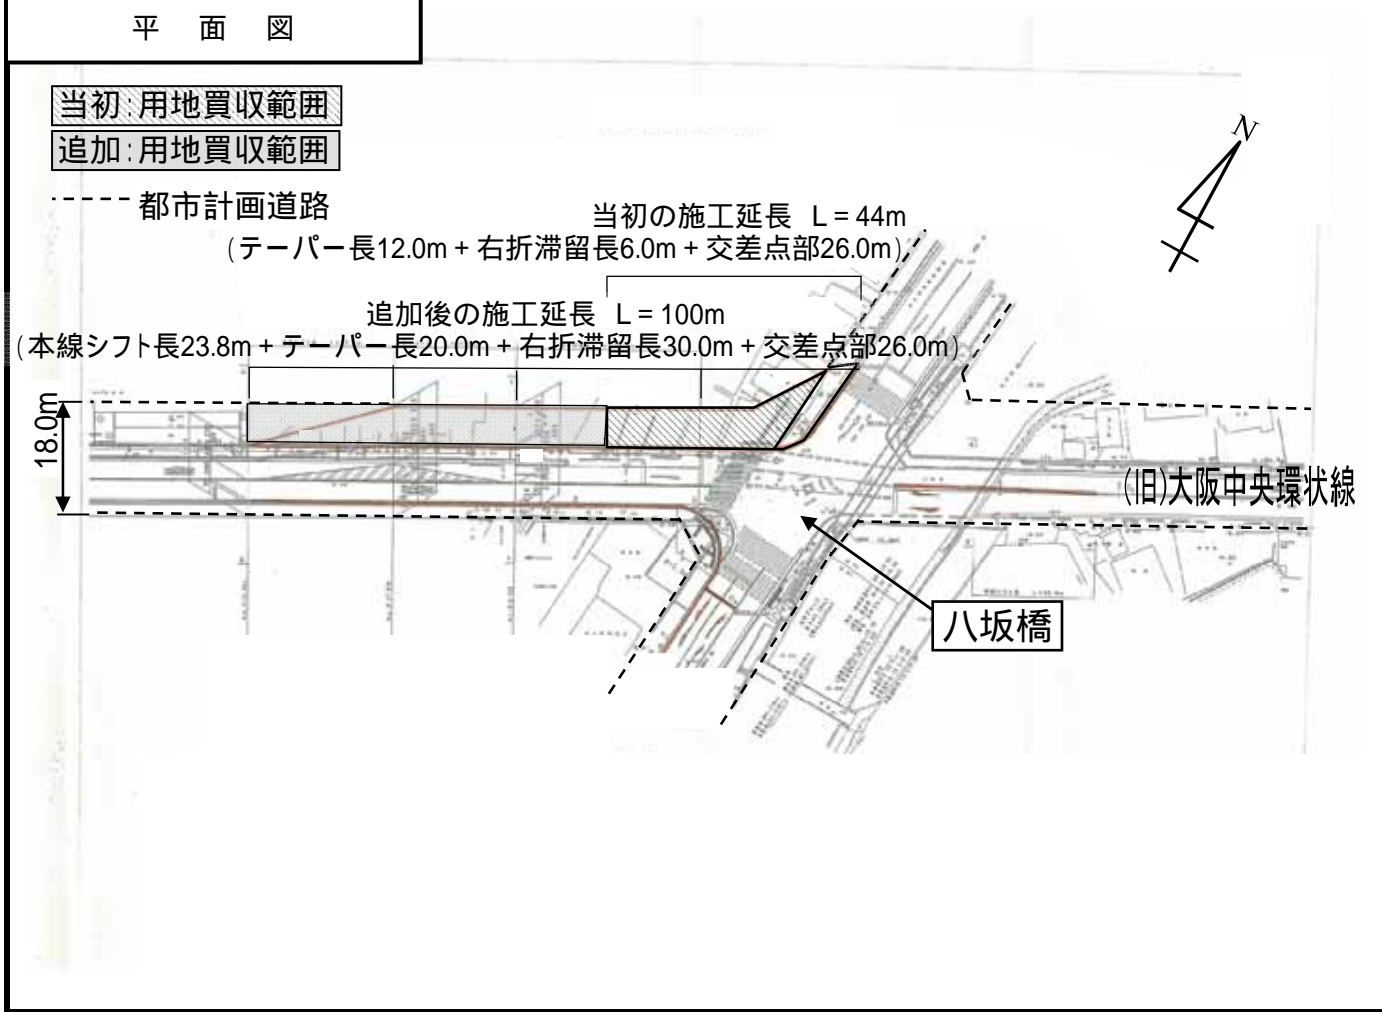 平 面 図
当初:用地買収範囲
追加:用地買収範囲
都市計画道路
当初の施工延長 L = 44m
(テーパー長12.0m + 右折滞留長6.0m + 交差点部26.0m)
追加後の施工延長 L = 100m
(本線シフト長23.8m + テーパー長20.0m + 右折滞留長30.0m + 交差点部26.0m)
N
18.0m
(旧)大阪中央環状線
八坂橋